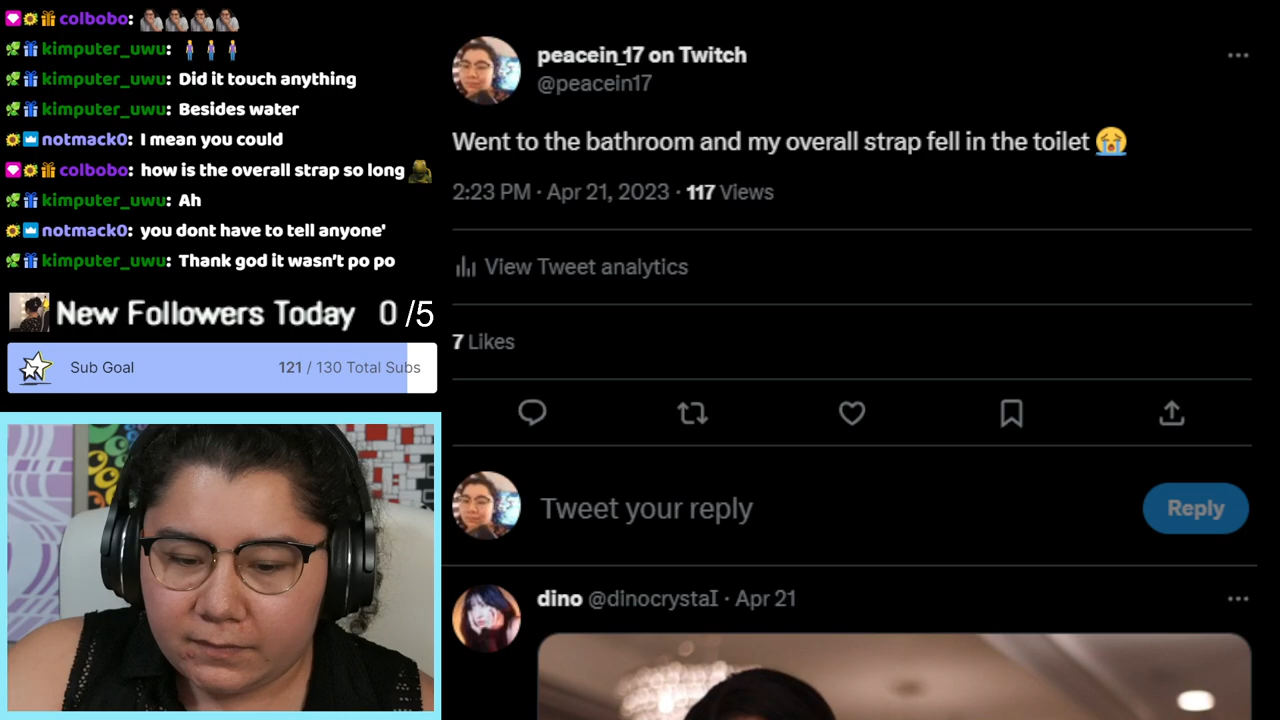 colbobo:
kimputer_uwu:
kimputer_uwu: Did it touch anything
kimputer_uwu: Besides water
notmack0: I mean you could
colbobo: how is the overall strap so long
kimputer_uwu: Ah
notmack0: you dont have to tell anyone'
kimputer_uwu: Thank god it wasn't po po
New Followers Today 0 /5
Sub Goal 121 / 130 Total Subs
peacein_17 on Twitch
@peacein17
Went to the bathroom and my overall strap fell in the toilet 😭
2:23 PM · Apr 21, 2023 · 117 Views
View Tweet analytics
7 Likes
Tweet your reply
Reply
dino @dinocrystaI · Apr 21